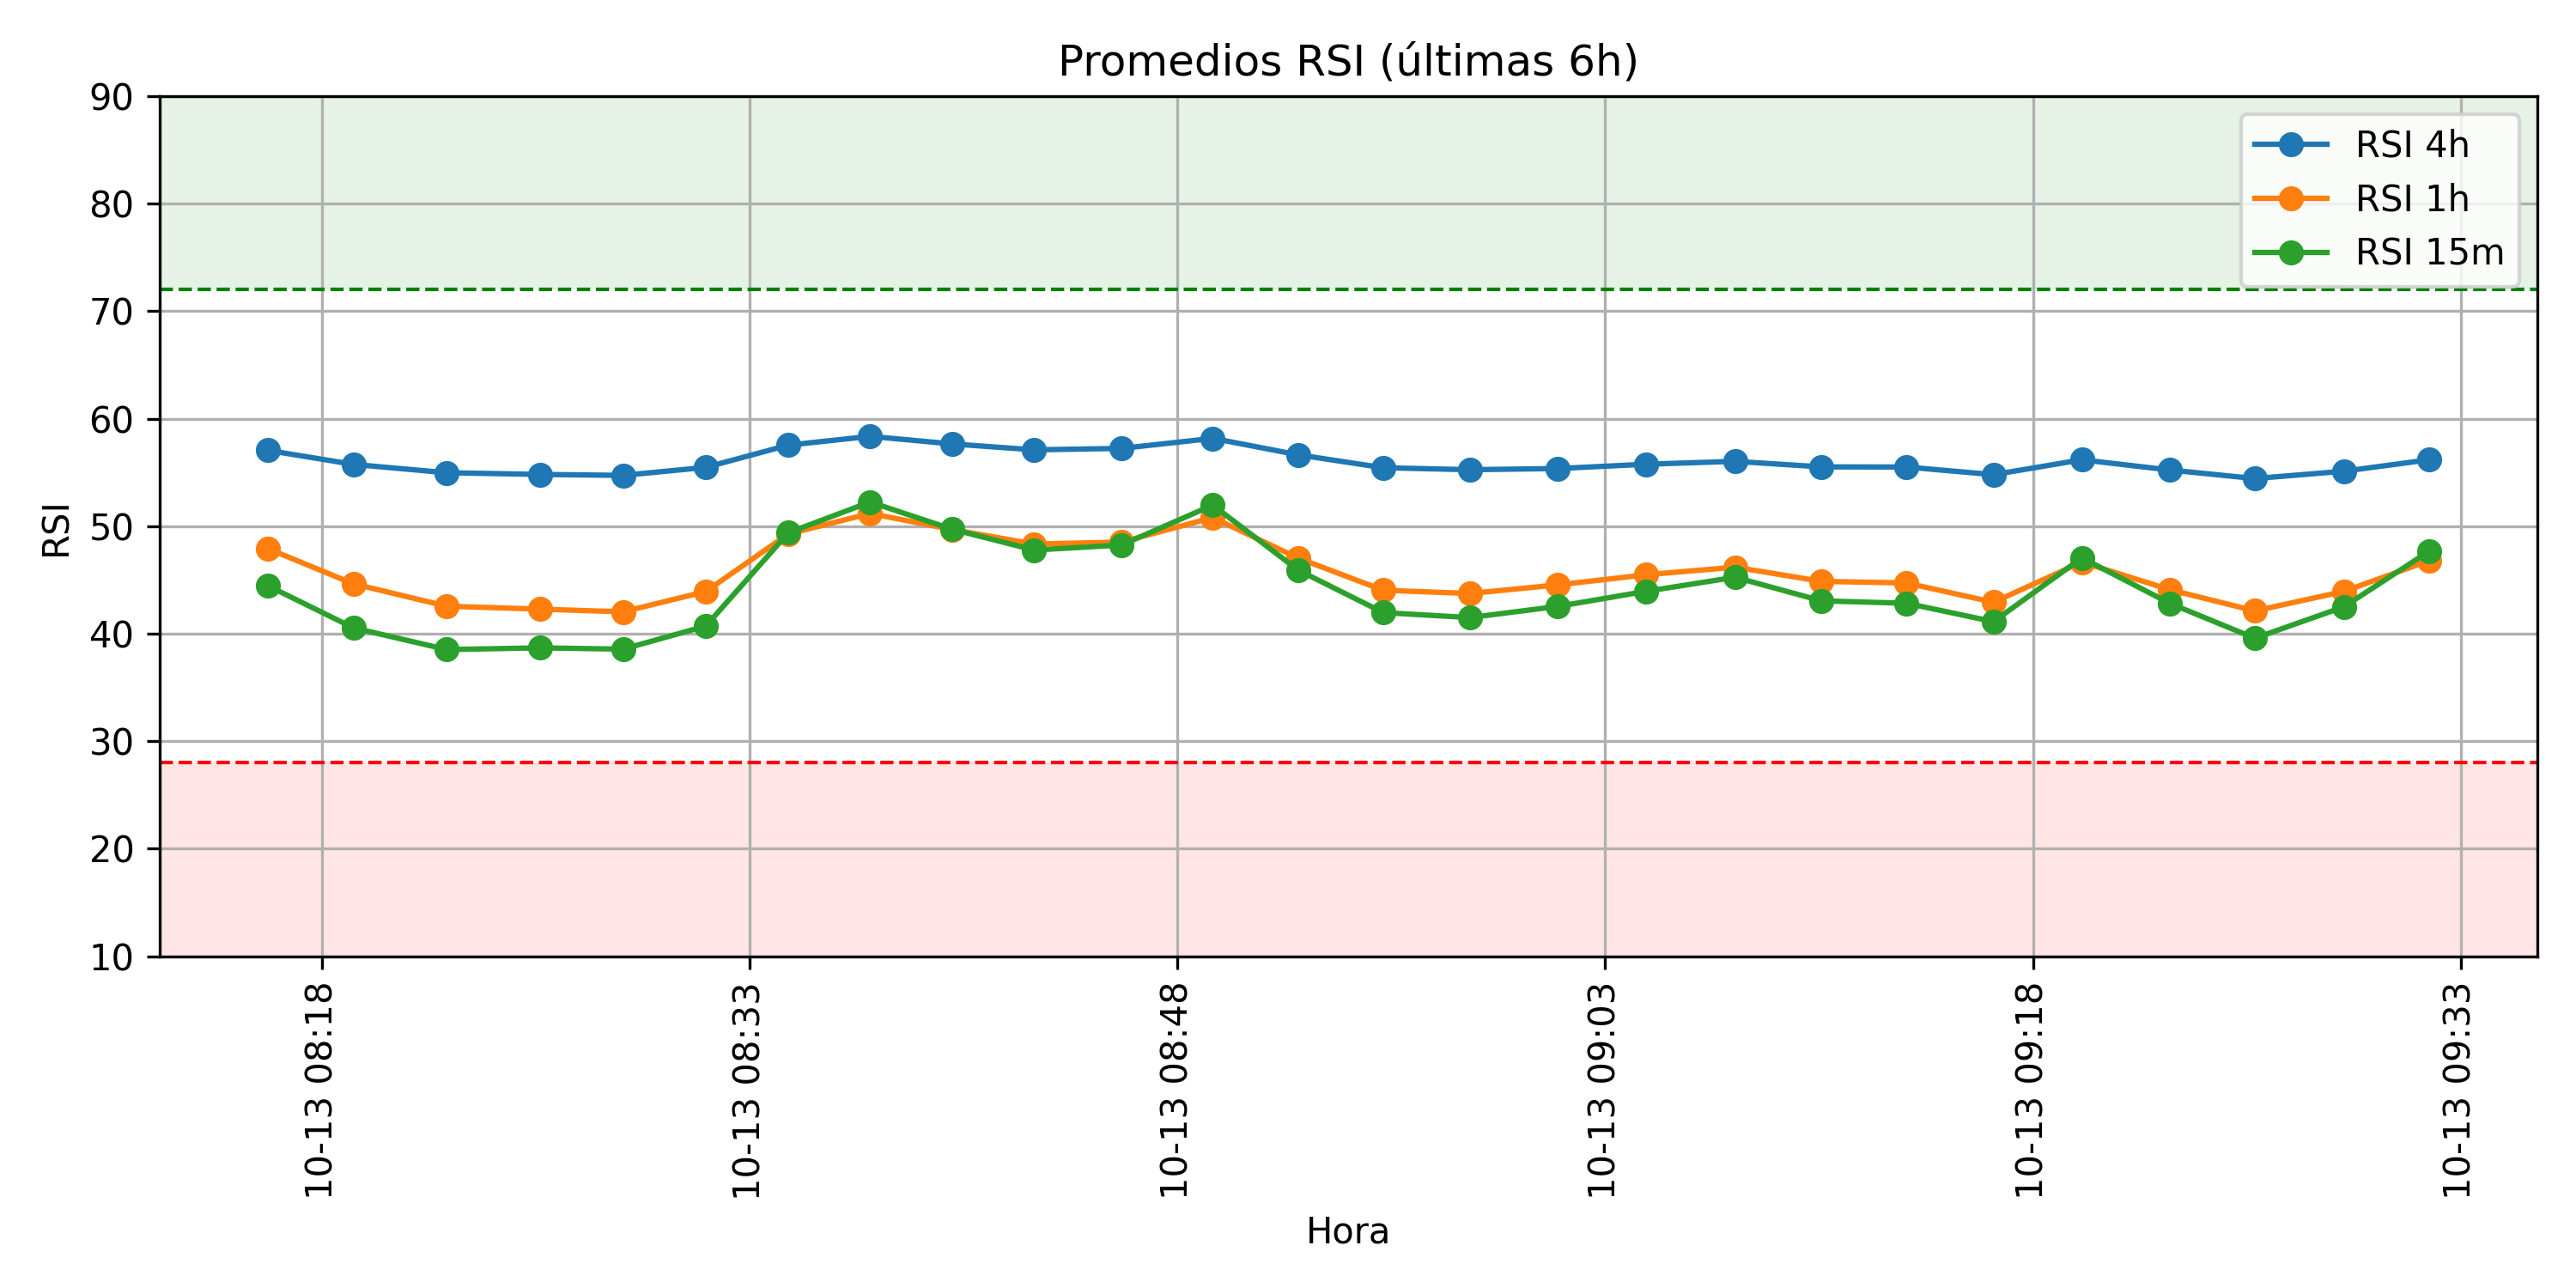 Promedios RSI (últimas 6h)
90
80
70
60
50
40
30
20
10
RSI
RSI 4h
RSI 1h
RSI 15m
10-13 08:18
10-13 08:33
10-13 08:48
10-13 09:03
10-13 09:18
10-13 09:33
Hora